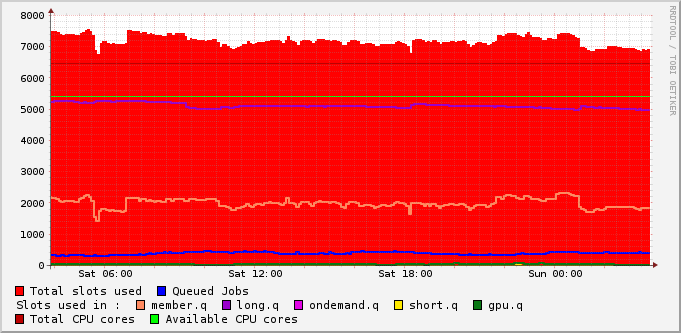 8000
7000
6000
5000
4000
3000
2000
1000
0
Sat 06:00 Sat 12:00 Sat 18:00 Sun 00:00
Total slots used Queued Jobs
Slots used in : member.q long.q ondemand.q short.q gpu.q
Total CPU cores Available CPU cores
RRDTOOL / TOBI OETIKER